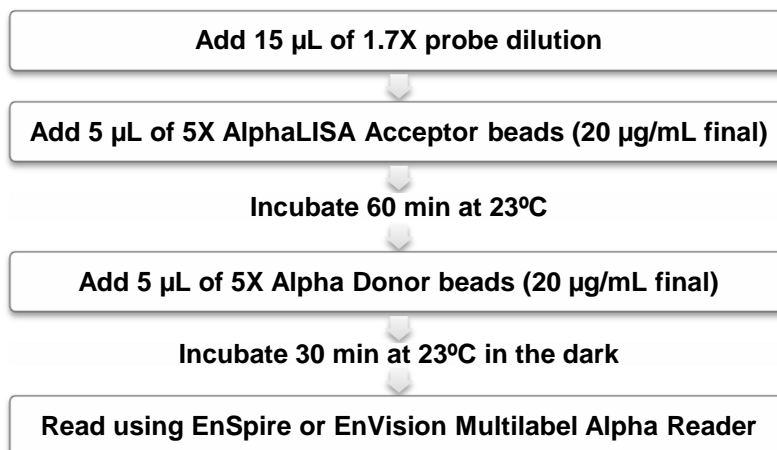 Add 15 µL of 1.7X probe dilution
Add 5 µL of 5X AlphaLISA Acceptor beads (20 µg/mL final)
Incubate 60 min at 23ºC
Add 5 µL of 5X Alpha Donor beads (20 µg/mL final)
Incubate 30 min at 23ºC in the dark
Read using EnSpire or EnVision Multilabel Alpha Reader